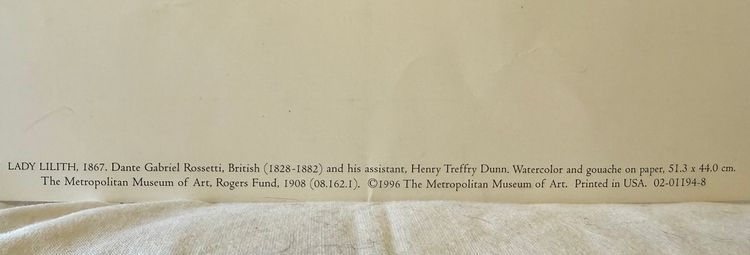 LADY LILITH, 1867. Dante Gabriel Rossetti, British (1828-1882) and his assistant, Henry Treffry Dunn. Watercolor and gouache on paper, 51.3 x 44.0 cm.
The Metropolitan Museum of Art, Rogers Fund, 1908 (08.162.1). ©1996 The Metropolitan Museum of Art. Printed in USA. 02-01194-8